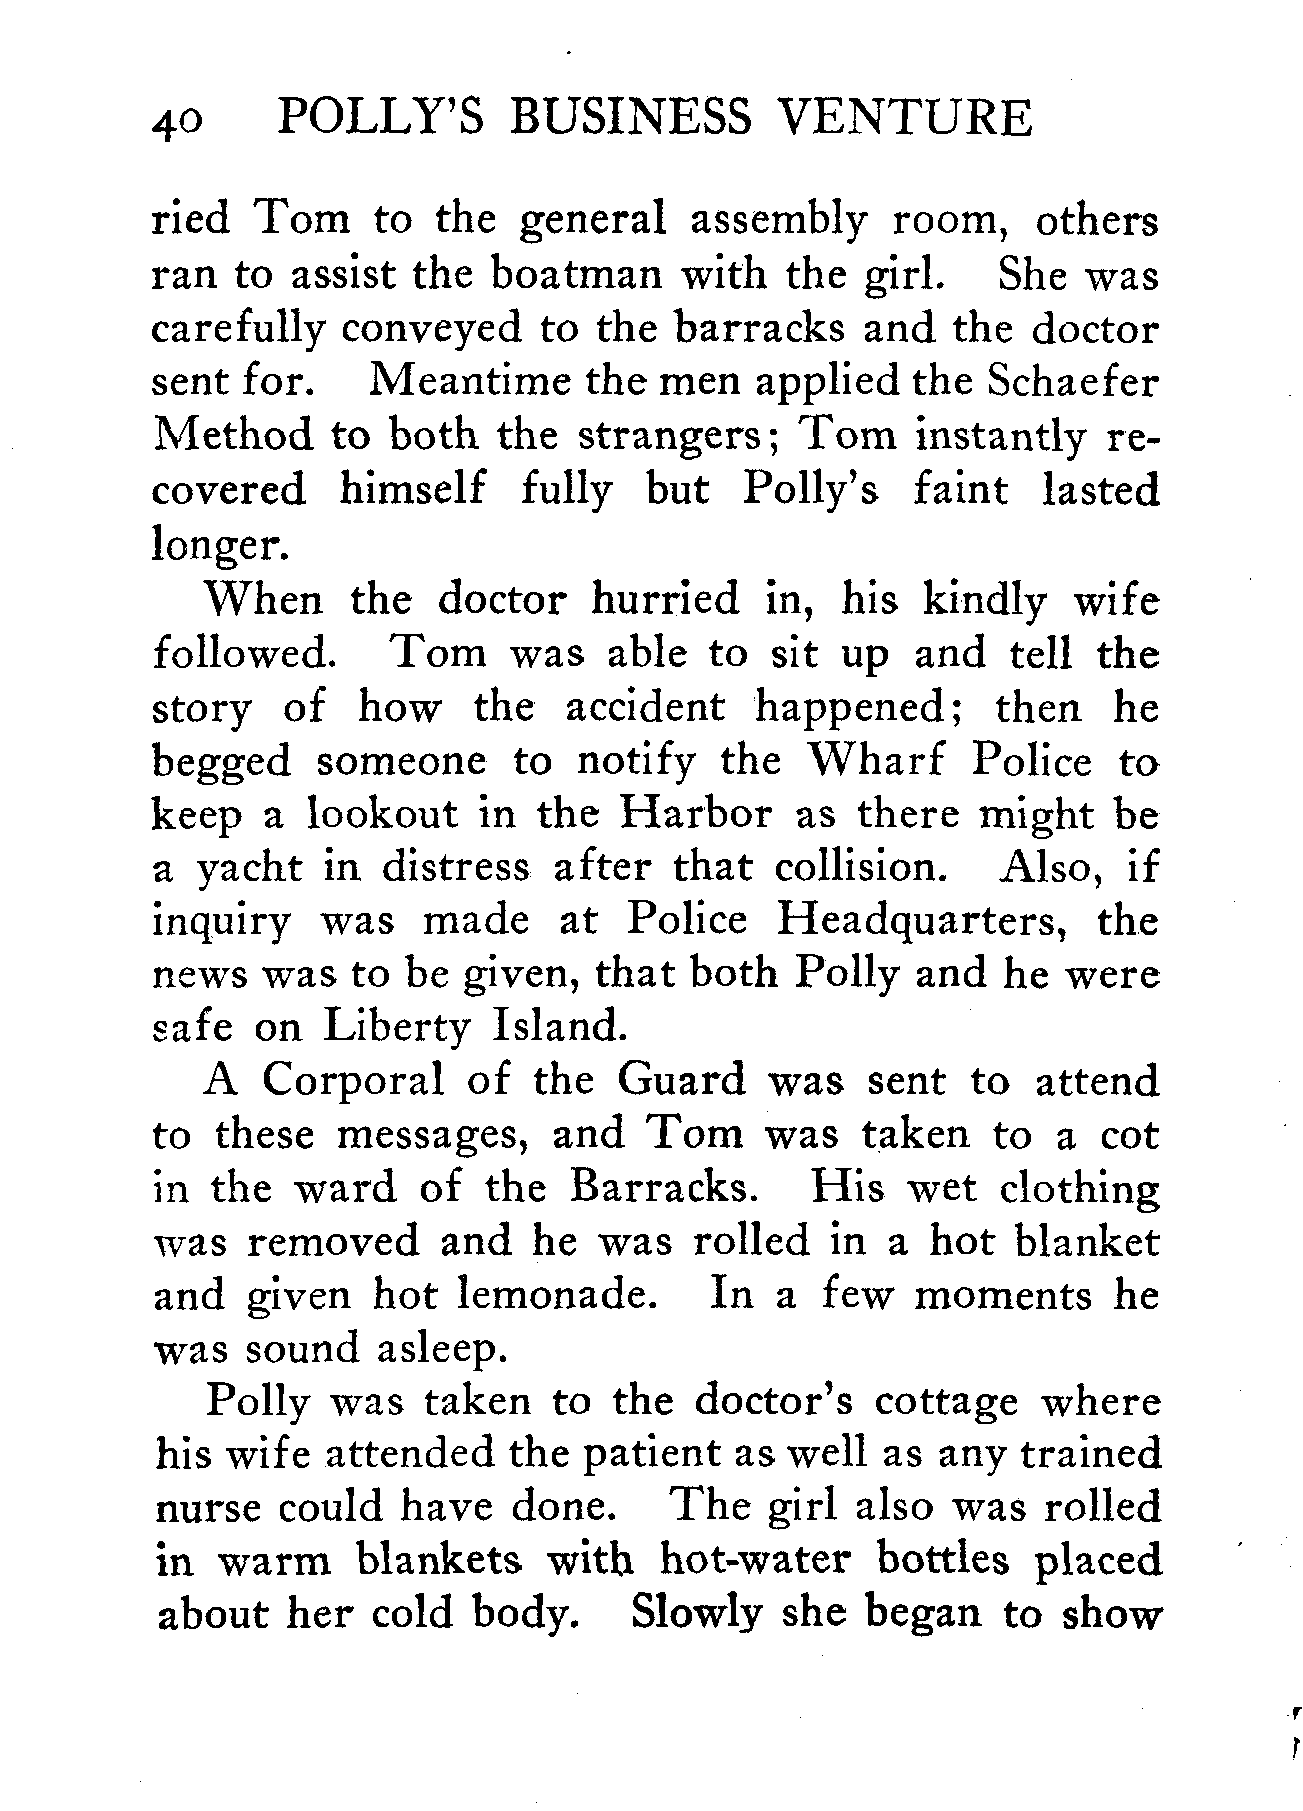 40 POLLY'S BUSINESS VENTURE
ried Tom to the general assembly room, others
ran to assist the boatman with the girl. She was
carefully conveyed to the barracks and the doctor
sent for. Meantime the men applied the Schaefer
Method to both the strangers; Tom instantly re-
covered himself fully but Polly's faint lasted
longer.
When the doctor hurried in, his kindly wife
followed. Tom was able to sit up and tell the
story of how the accident happened; then he
begged someone to notify the Wharf Police to
keep a lookout in the Harbor as there might be
a yacht in distress after that collision. Also, if
inquiry was made at Police Headquarters, the
news was to be given, that both Polly and he were
safe on Liberty Island.
A Corporal of the Guard was sent to attend
to these messages, and Tom was taken to a cot
in the ward of the Barracks. His wet clothing
was removed and he was rolled in a hot blanket
and given hot lemonade. In a few moments he
was sound asleep.
Polly was taken to the doctor's cottage where
his wife attended the patient as well as any trained
nurse could have done. The girl also was rolled
in warm blankets with hot-water bottles placed
about her cold body. Slowly she began to show